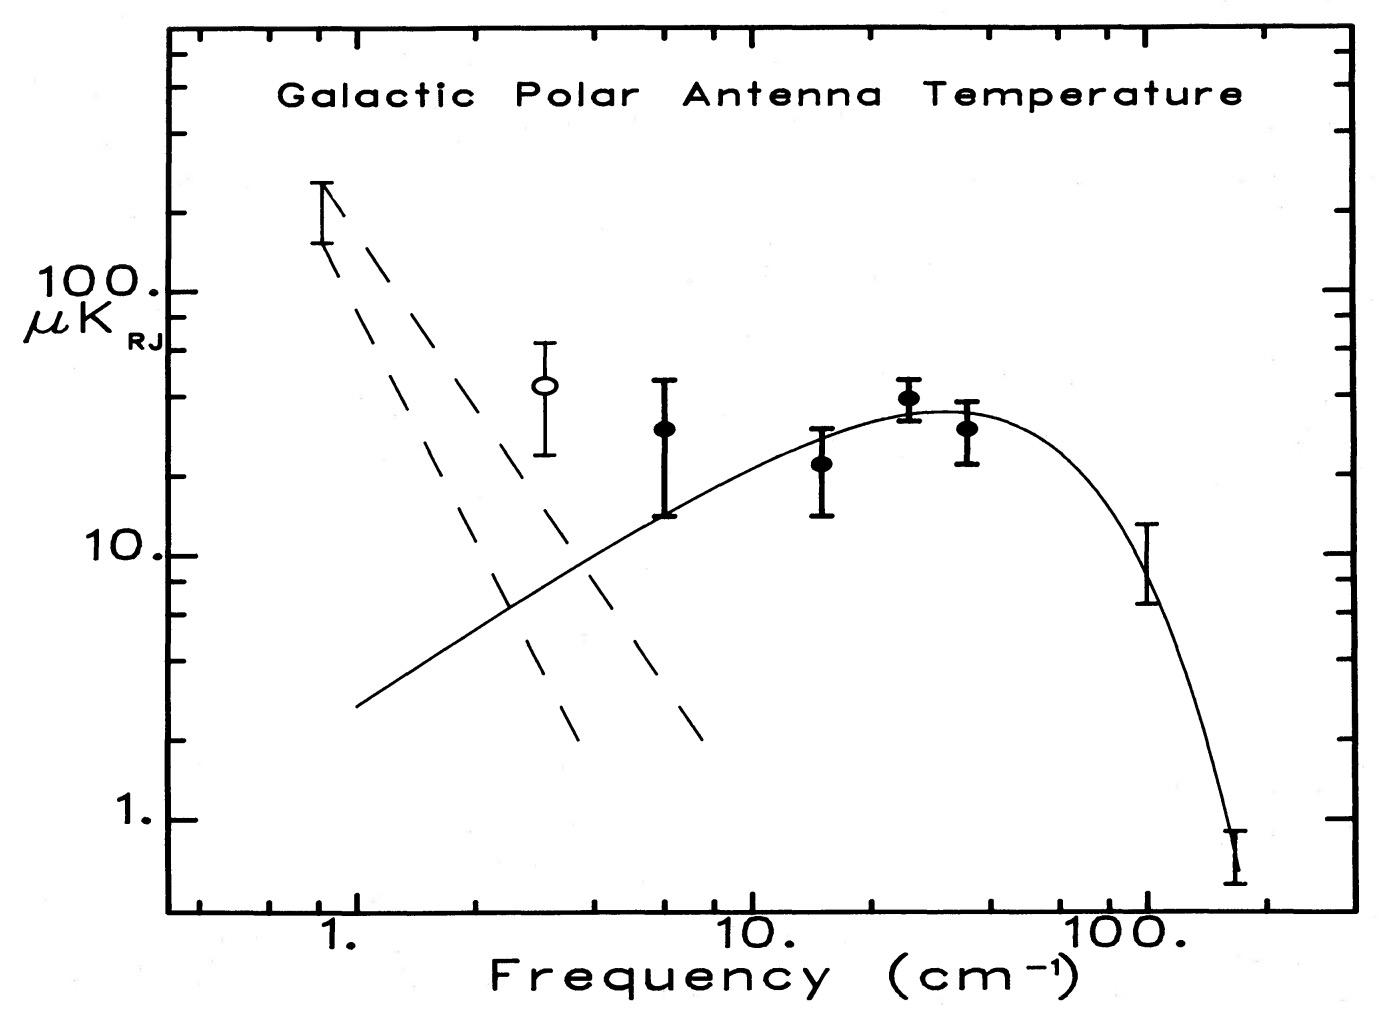 Galactic Polar Antenna Temperature
100.
μK RJ
10.
1.
1. 10. 100.
Frequency (cm⁻¹)